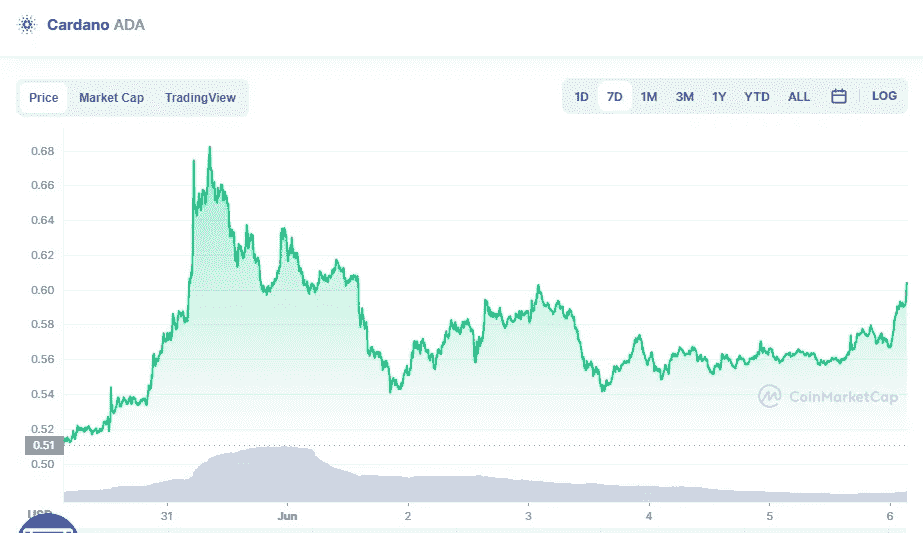 Cardano ADA
Price Market Cap TradingView 1D 7D 1M 3M 1Y YTD ALL LOG
0.68
0.66
0.64
0.62
0.60
0.58
0.56
0.54
CoinMarketCap
0.52
0.51
0.50
USD 31 Jun 2 3 4 5 6